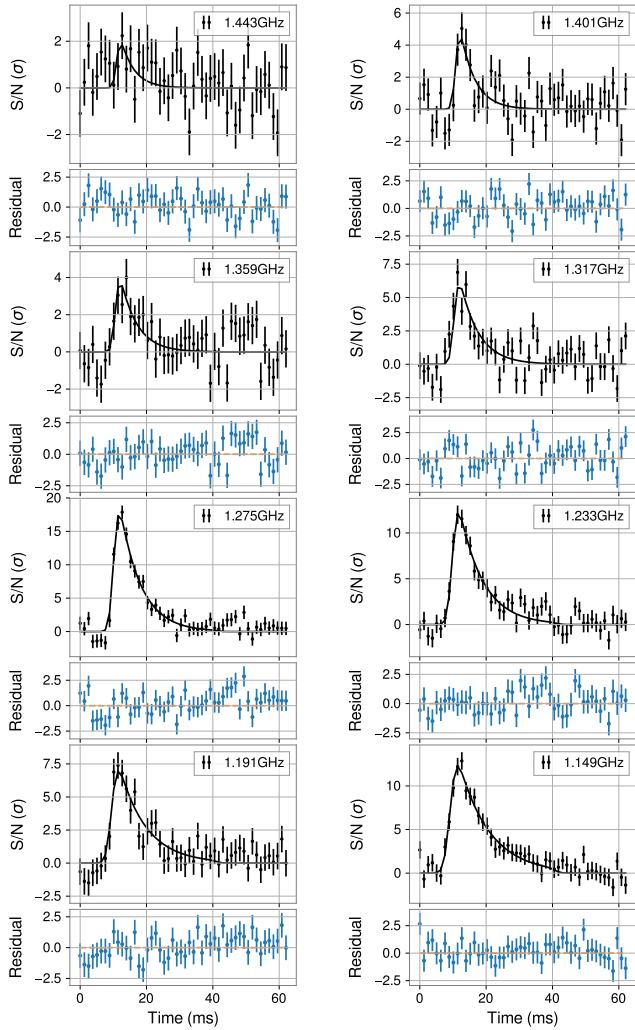 1.443GHz
S/N (σ)
2
0
−2
Residual
2.5
0.0
−2.5
1.401GHz
S/N (σ)
6
4
2
0
−2
Residual
2.5
0.0
−2.5
1.359GHz
S/N (σ)
4
2
0
−2
Residual
2.5
0.0
−2.5
1.317GHz
S/N (σ)
7.5
5.0
2.5
0.0
−2.5
Residual
2.5
0.0
−2.5
1.275GHz
S/N (σ)
20
15
10
5
0
Residual
2.5
0.0
−2.5
1.233GHz
S/N (σ)
10
5
0
Residual
2.5
0.0
−2.5
1.191GHz
S/N (σ)
7.5
5.0
2.5
0.0
−2.5
Residual
2.5
0.0
−2.5
0 20 40 60
Time (ms)
1.149GHz
S/N (σ)
10
5
0
Residual
2.5
0.0
−2.5
0 20 40 60
Time (ms)